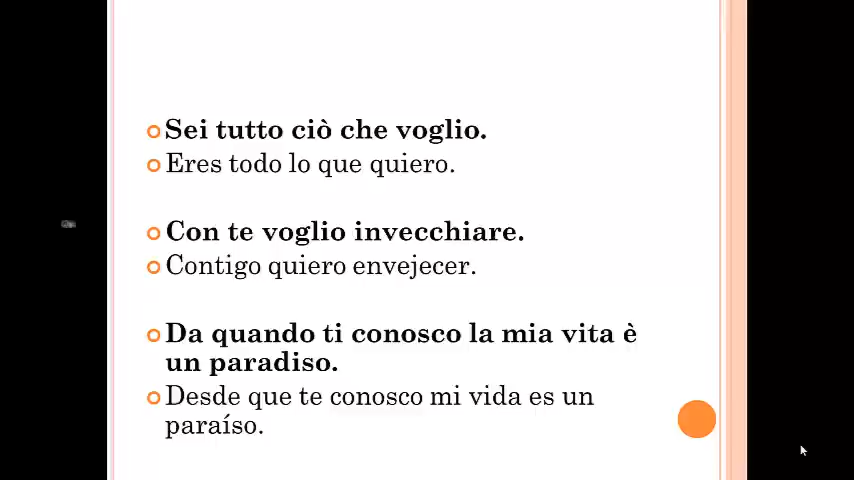 Sei tutto ciò che voglio.
Eres todo lo que quiero.
Con te voglio invecchiare.
Contigo quiero envejecer.
Da quando ti conosco la mia vita è
un paradiso.
Desde que te conosco mi vida es un
paraíso.